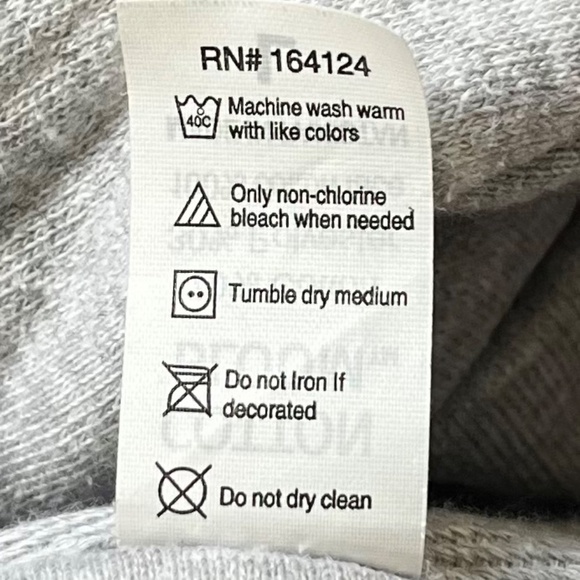 RN# 164124
40C
Machine wash warm
with like colors
Only non-chlorine
bleach when needed
Tumble dry medium
Do not Iron If
decorated
Do not dry clean